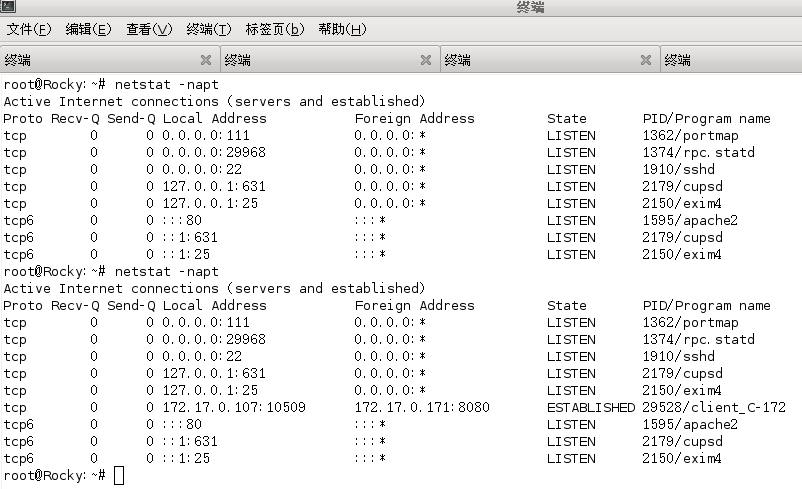 终端
文件(F) 编辑(E) 查看(V) 终端(T) 标签页(b) 帮助(H)
终端 终端 终端 终端
root@Rocky:~# netstat -napt
Active Internet connections (servers and established)
Proto Recv-Q Send-Q Local Address           Foreign Address         State       PID/Program name
tcp        0      0 0.0.0.0:111             0.0.0.0:*               LISTEN      1362/portmap
tcp        0      0 0.0.0.0:29968           0.0.0.0:*               LISTEN      1374/rpc.statd
tcp        0      0 0.0.0.0:22              0.0.0.0:*               LISTEN      1910/sshd
tcp        0      0 127.0.0.1:631           0.0.0.0:*               LISTEN      2179/cupsd
tcp        0      0 127.0.0.1:25            0.0.0.0:*               LISTEN      2150/exim4
tcp6       0      0 :::80                   :::*                    LISTEN      1595/apache2
tcp6       0      0 ::1:631                 :::*                    LISTEN      2179/cupsd
tcp6       0      0 ::1:25                  :::*                    LISTEN      2150/exim4
root@Rocky:~# netstat -napt
Active Internet connections (servers and established)
Proto Recv-Q Send-Q Local Address           Foreign Address         State       PID/Program name
tcp        0      0 0.0.0.0:111             0.0.0.0:*               LISTEN      1362/portmap
tcp        0      0 0.0.0.0:29968           0.0.0.0:*               LISTEN      1374/rpc.statd
tcp        0      0 0.0.0.0:22              0.0.0.0:*               LISTEN      1910/sshd
tcp        0      0 127.0.0.1:631           0.0.0.0:*               LISTEN      2179/cupsd
tcp        0      0 127.0.0.1:25            0.0.0.0:*               LISTEN      2150/exim4
tcp        0      0 172.17.0.107:10509      172.17.0.171:8080       ESTABLISHED 29528/client_C-172
tcp6       0      0 :::80                   :::*                    LISTEN      1595/apache2
tcp6       0      0 ::1:631                 :::*                    LISTEN      2179/cupsd
tcp6       0      0 ::1:25                  :::*                    LISTEN      2150/exim4
root@Rocky:~#